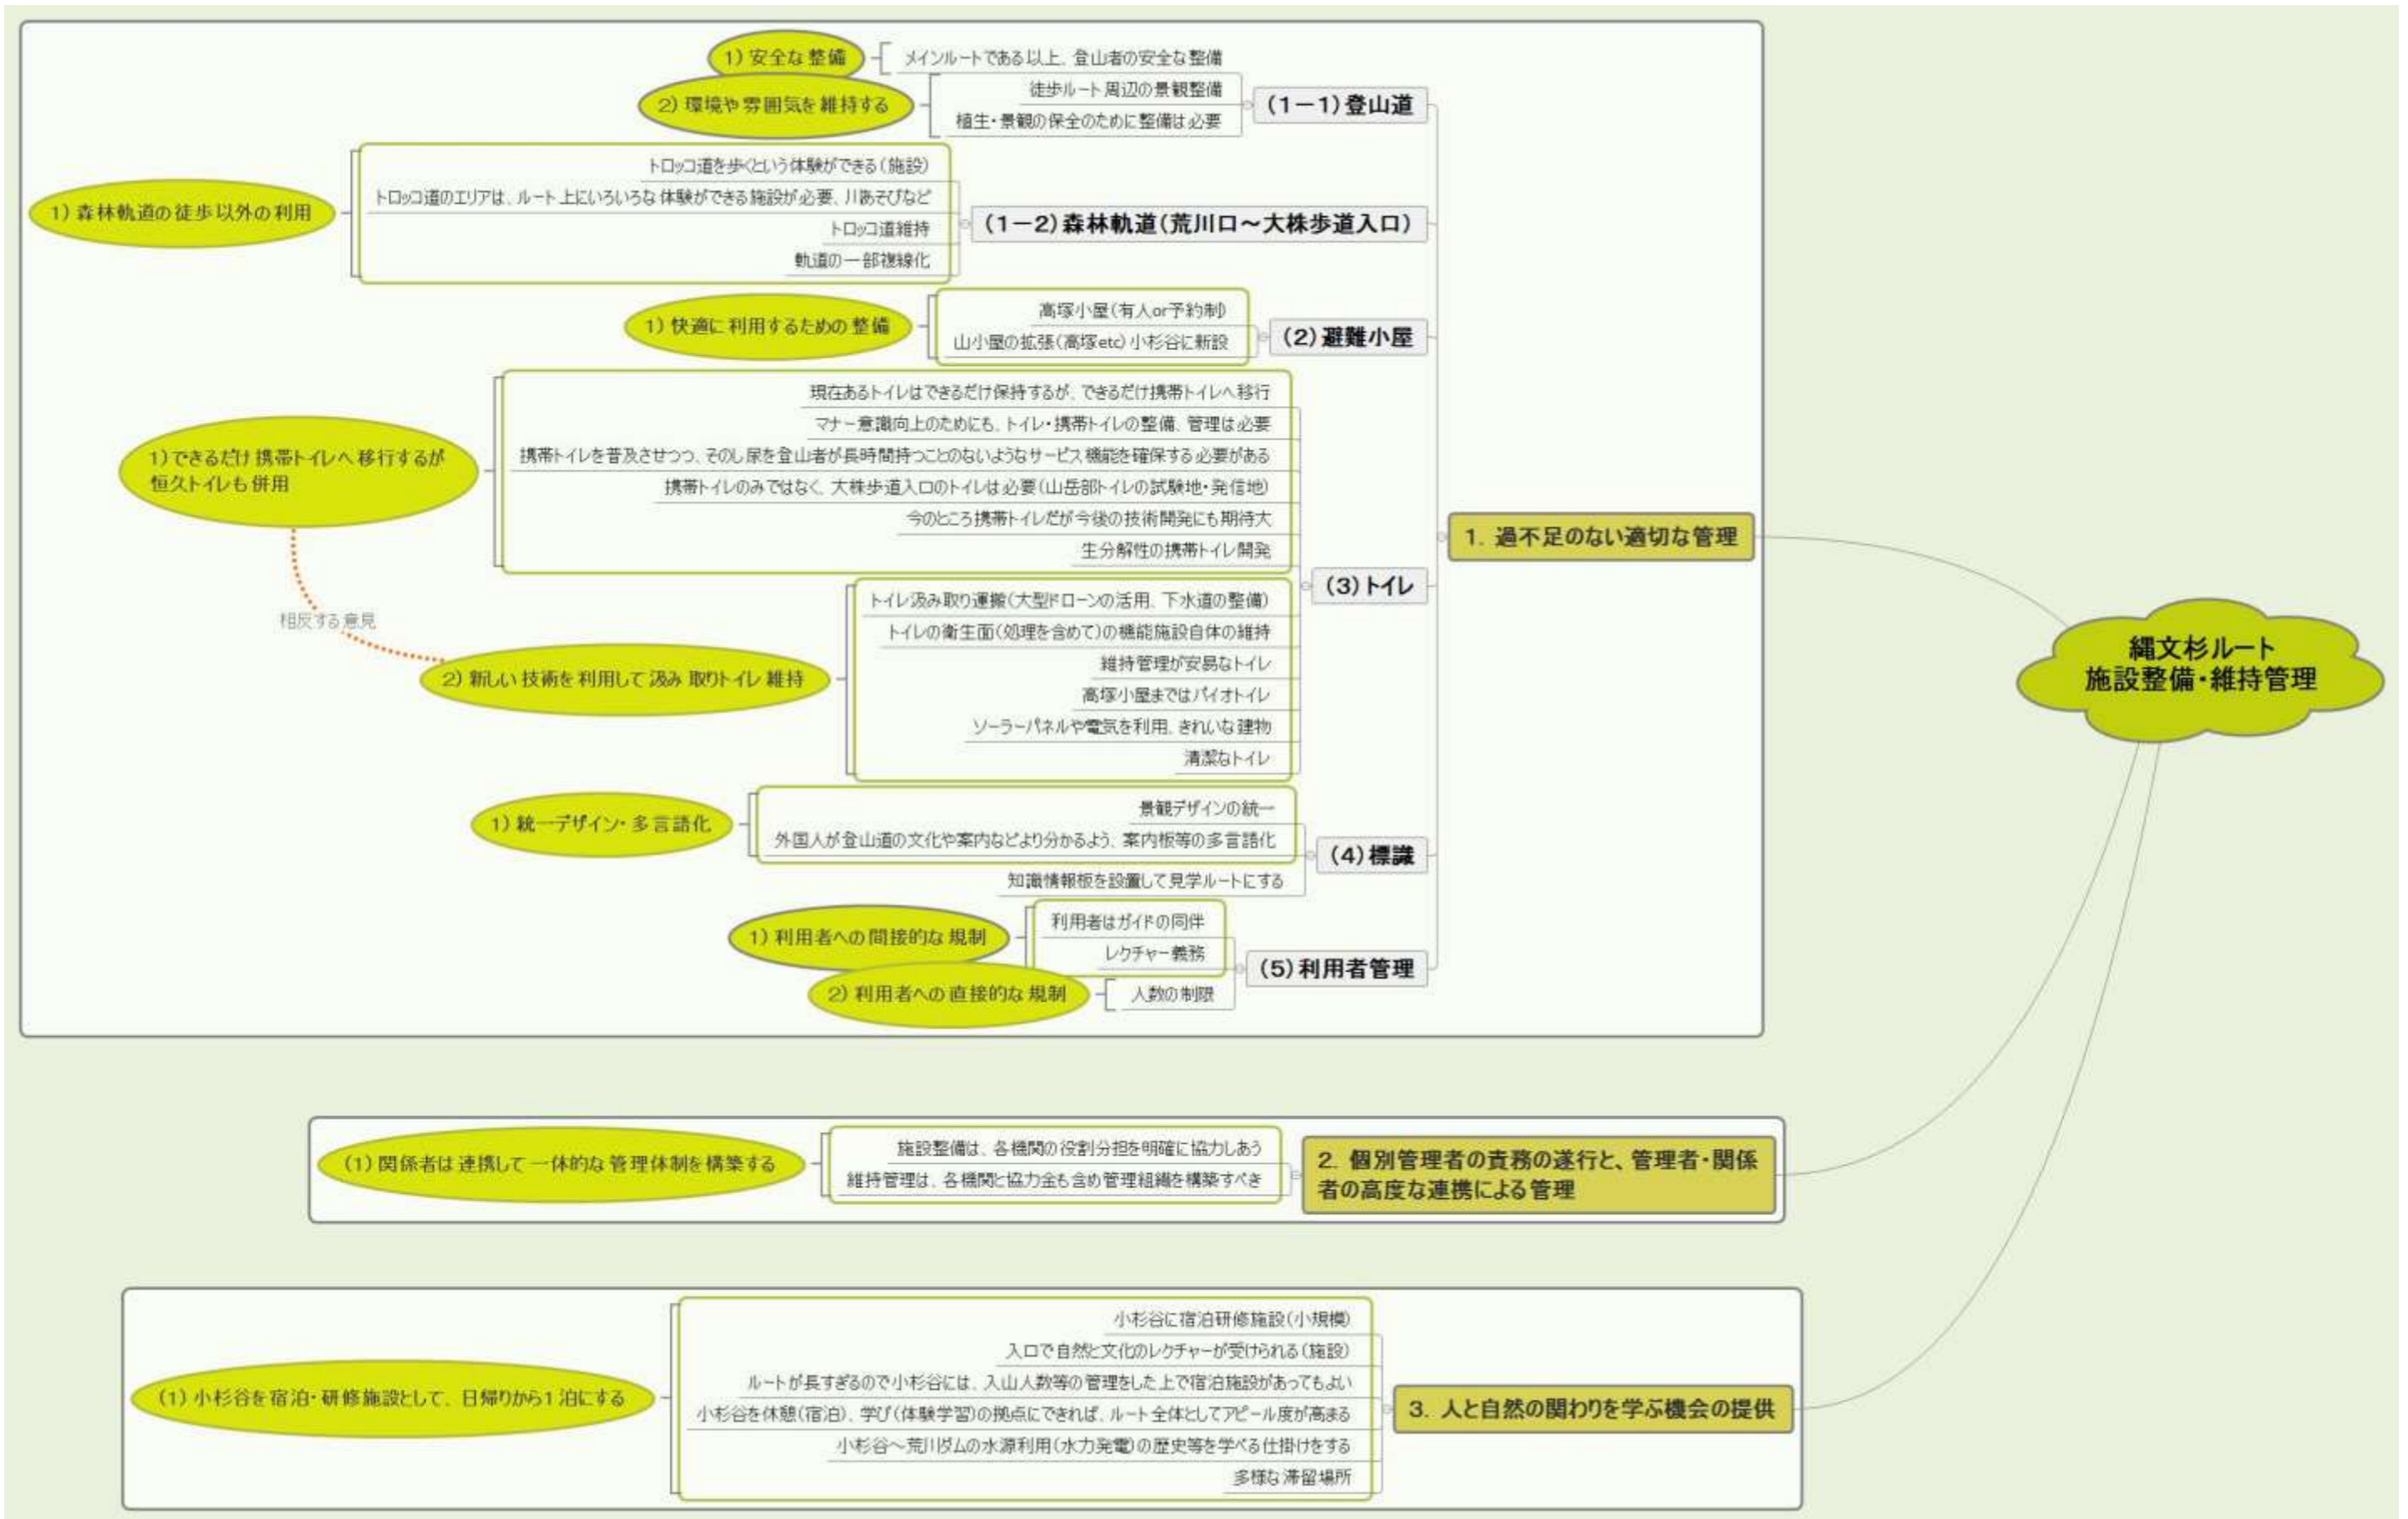 縄文杉ルート
施設整備・維持管理
1. 過不足のない適切な管理
(1-1)登山道
1)安全な整備
メインルートである以上、登山者の安全な整備
2)環境や雰囲気を維持する
徒歩ルート周辺の景観整備
植生・景観の保全のために整備は必要
(1-2)森林軌道(荒川口～大株歩道入口)
1)森林軌道の徒歩以外の利用
トロッコ道を歩くという体験ができる(施設)
トロッコ道のエリアは、ルート上にいろいろな体験ができる施設が必要、川あそびなど
トロッコ道維持
軌道の一部複線化
(2)避難小屋
1)快適に利用するための整備
高塚小屋(有人or予約制)
山小屋の拡張(高塚etc)小杉谷に新設
(3)トイレ
1)できるだけ携帯トイレへ移行するが
恒久トイレも併用
現在あるトイレはできるだけ保持するが、できるだけ携帯トイレへ移行
マナー意識向上のためにも、トイレ・携帯トイレの整備、管理は必要
携帯トイレを普及させつつ、そのし尿を登山者が長時間持つことのないようなサービス機能を確保する必要がある
携帯トイレのみではなく、大株歩道入口のトイレは必要(山岳部トイレの試験地・発信地)
今のところ携帯トイレだが今後の技術開発にも期待大
生分解性の携帯トイレ開発
相反する意見
2)新しい技術を利用して汲み取りトイレ維持
トイレ汲み取り運搬(大型ドローンの活用、下水道の整備)
トイレの衛生面(処理を含めて)の機能施設自体の維持
維持管理が安易なトイレ
高塚小屋まではバイオトイレ
ソーラーパネルや電気を利用、きれいな建物
清潔なトイレ
(4)標識
1)統一デザイン・多言語化
景観デザインの統一
外国人が登山道の文化や案内などより分かるよう、案内板等の多言語化
知識情報板を設置して見学ルートにする
(5)利用者管理
1)利用者への間接的な規制
利用者はガイドの同伴
レクチャー義務
2)利用者への直接的な規制
人数の制限
2. 個別管理者の責務の遂行と、管理者・関係
者の高度な連携による管理
(1)関係者は連携して一体的な管理体制を構築する
施設整備は、各機関の役割分担を明確に協力しあう
維持管理は、各機関と協力金も含め管理組織を構築すべき
3. 人と自然の関わりを学ぶ機会の提供
(1)小杉谷を宿泊・研修施設として、日帰りから1泊にする
小杉谷に宿泊研修施設(小規模)
入口で自然と文化のレクチャーが受けられる(施設)
ルートが長すぎるので小杉谷には、入山人数等の管理をした上で宿泊施設があってもよい
小杉谷を休憩(宿泊)、学び(体験学習)の拠点にできれば、ルート全体としてアピール度が高まる
小杉谷～荒川ダムの水源利用(水力発電)の歴史等を学べる仕掛けをする
多様な滞留場所